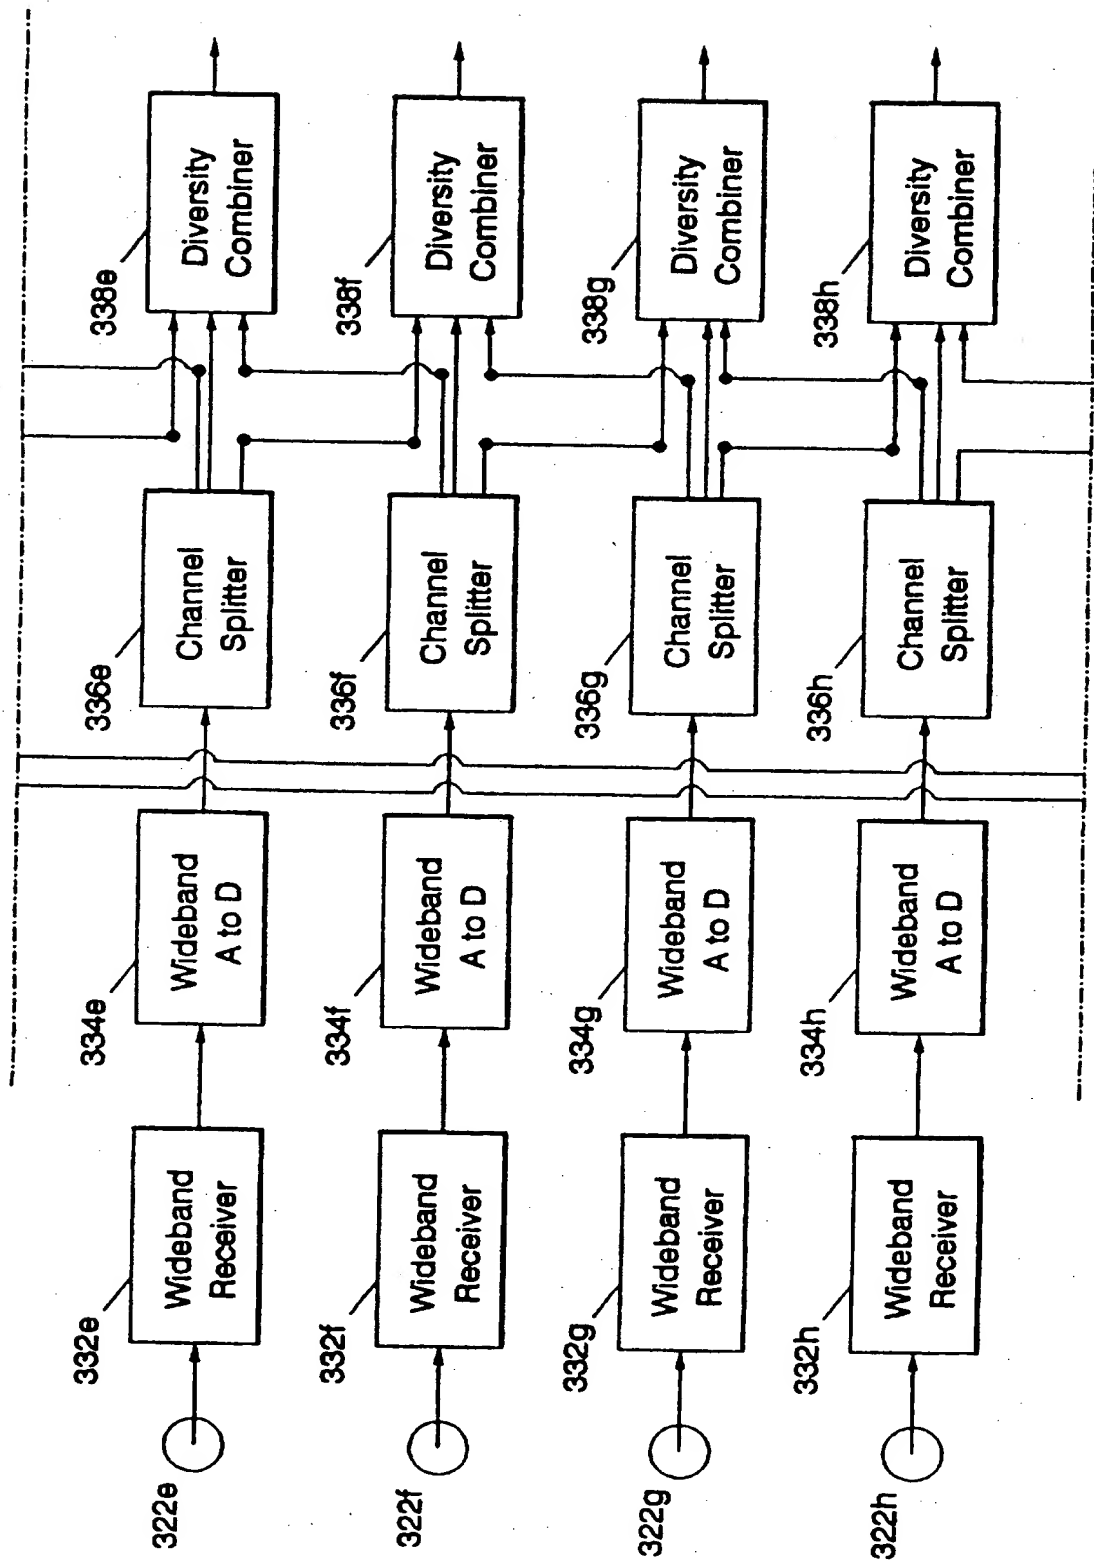 322e
332e
Wideband
Receiver
334e
Wideband
A to D
336e
Channel
Splitter
338e
Diversity
Combiner
322f
332f
Wideband
Receiver
334f
Wideband
A to D
336f
Channel
Splitter
338f
Diversity
Combiner
322g
332g
Wideband
Receiver
334g
Wideband
A to D
336g
Channel
Splitter
338g
Diversity
Combiner
322h
332h
Wideband
Receiver
334h
Wideband
A to D
336h
Channel
Splitter
338h
Diversity
Combiner